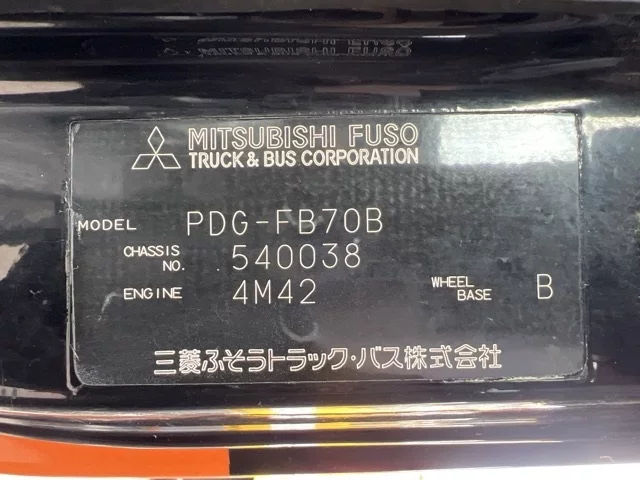 MITSUBISHI FUSO
TRUCK & BUS CORPORATION
MODEL PDG-FB70B
CHASSIS NO. 540038
ENGINE 4M42 WHEEL BASE B
三菱ふそうトラック・バス株式会社